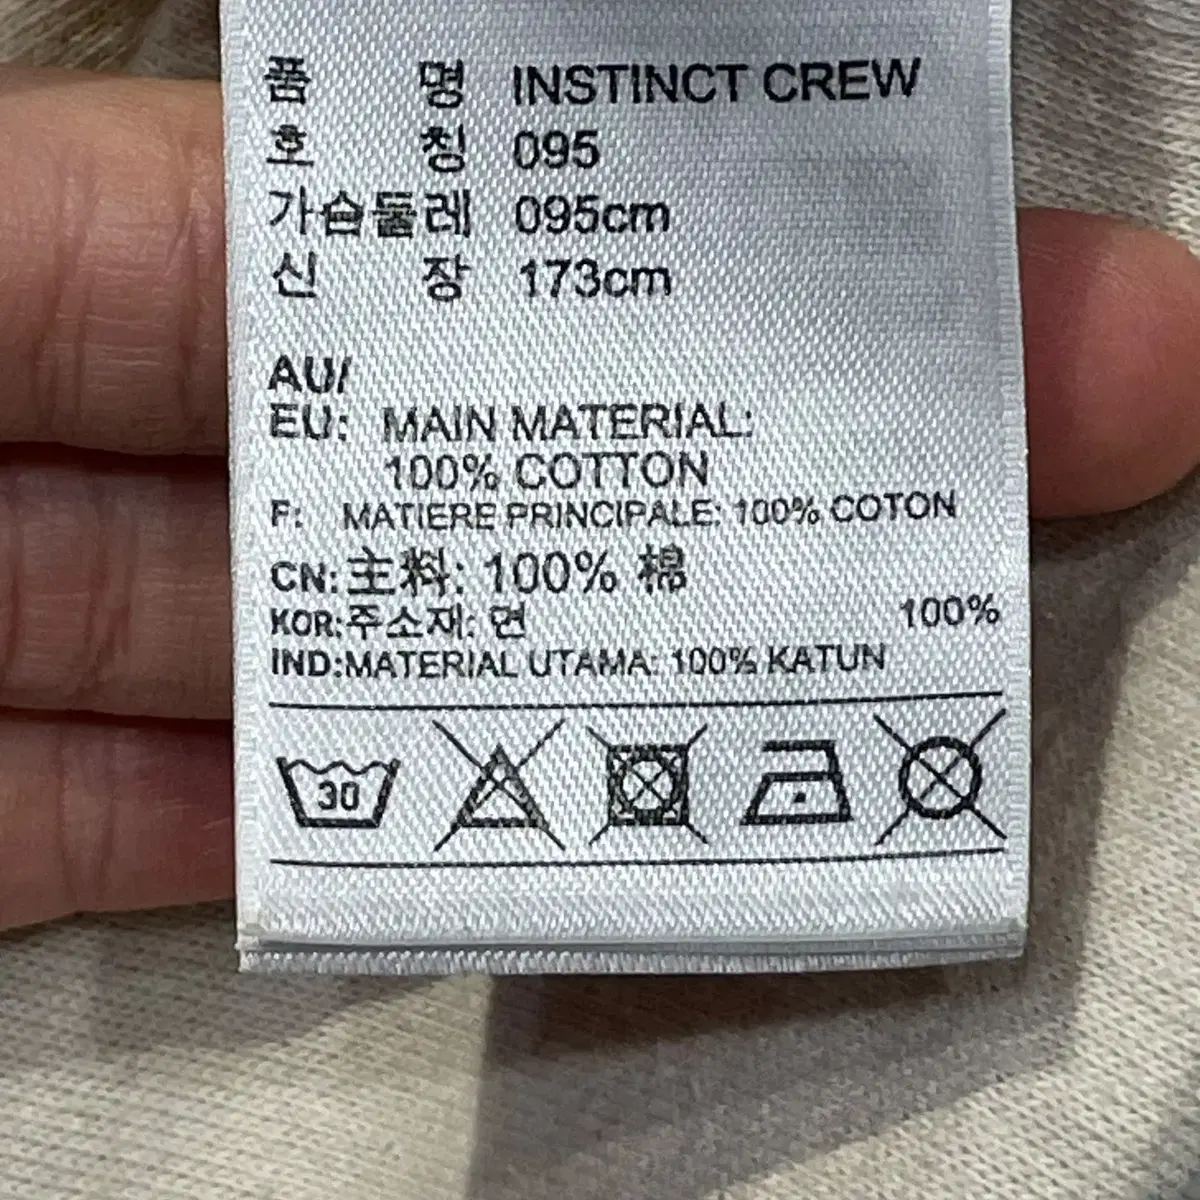 품 명 INSTINCT CREW
호 칭 095
가슴둘레 095cm
신 장 173cm
AU/
EU: MAIN MATERIAL:
100% COTTON
F: MATIERE PRINCIPALE: 100% COTON
CN:主料: 100% 棉
KOR:주소재: 면 100%
IND:MATERIAL UTAMA: 100% KATUN
30